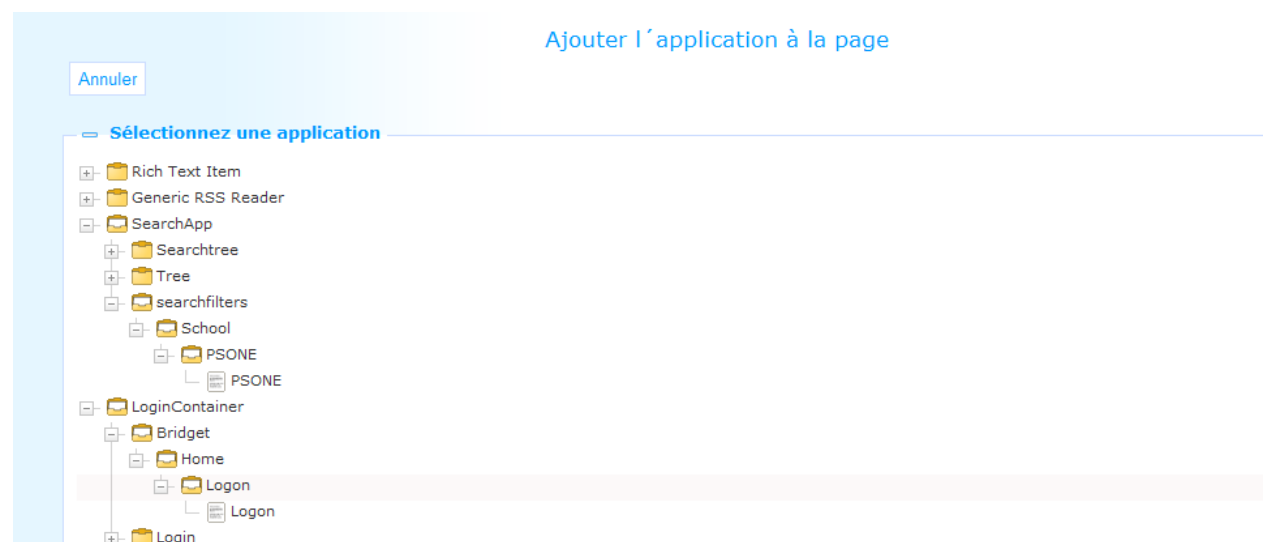 Ajouter l´application à la page
Annuler
Sélectionnez une application
Rich Text Item
Generic RSS Reader
SearchApp
Searchtree
Tree
searchfilters
School
PSONE
PSONE
LoginContainer
Bridget
Home
Logon
Logon
Login